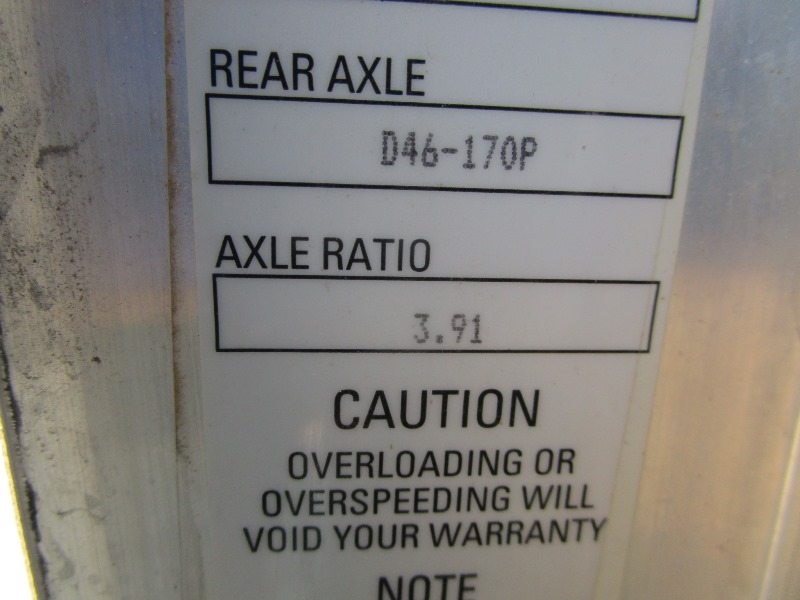 REAR AXLE
D46-170P
AXLE RATIO
3.91
CAUTION
OVERLOADING OR
OVERSPEEDING WILL
VOID YOUR WARRANTY
NOTE